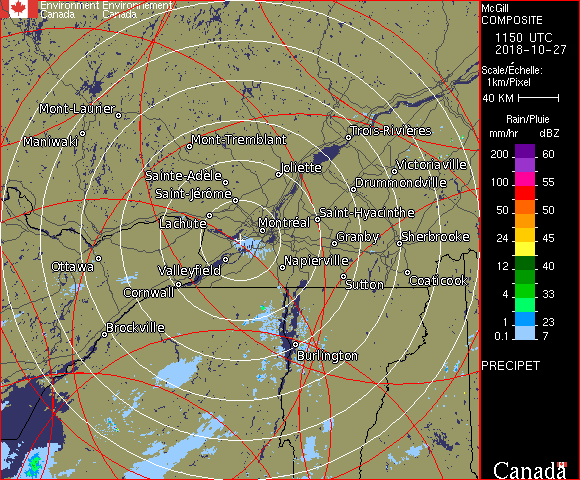 Environment Environnement
Canada Canada
McGill
COMPOSITE
1150 UTC
2018-10-27
Scale/Échelle:
1km/Pixel
40 KM
Rain/Pluie
mm/hr dBZ
200 60
55
100 55
50 50
24 45
12 40
4 33
1 23
0.1 7
PRECIPET
Canada
Mont-Laurier
Maniwaki
Mont-Tremblant
Trois-Rivières
Joliette
Victoriaville
Sainte-Adèle
Drummondville
Saint-Jérôme
Lachute
Saint-Hyacinthe
Montréal
Granby
Sherbrooke
Ottawa
Valleyfield
Napierville
Cornwall
Sutton
Coaticook
Brockville
Burlington